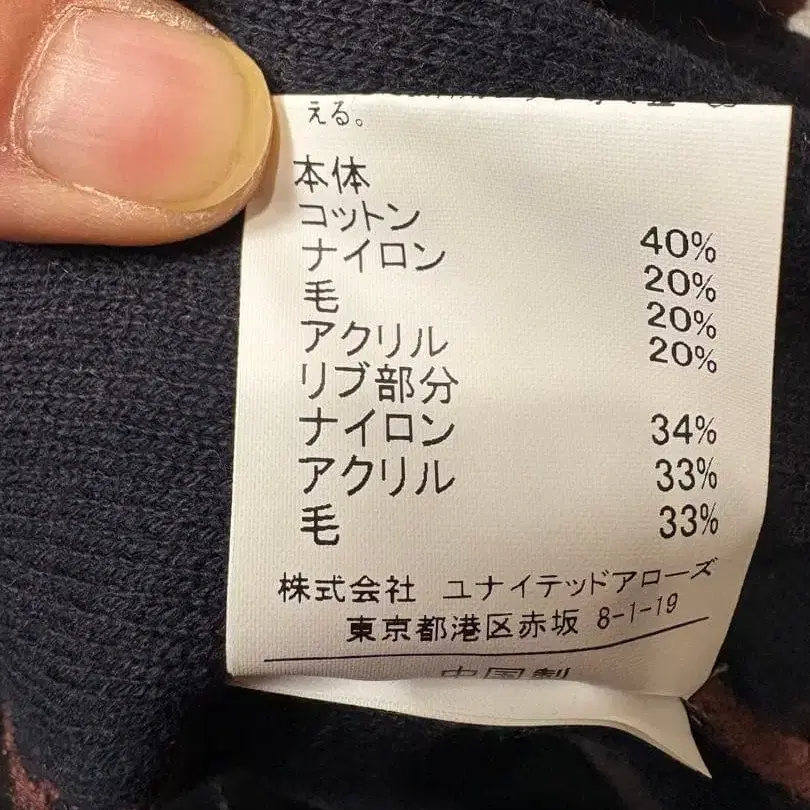 える。
本体
コットン 40%
ナイロン 20%
毛 20%
アクリル 20%
リブ部分
ナイロン 34%
アクリル 33%
毛 33%
株式会社 ユナイテッドアローズ
東京都港区赤坂 8-1-19
中国製